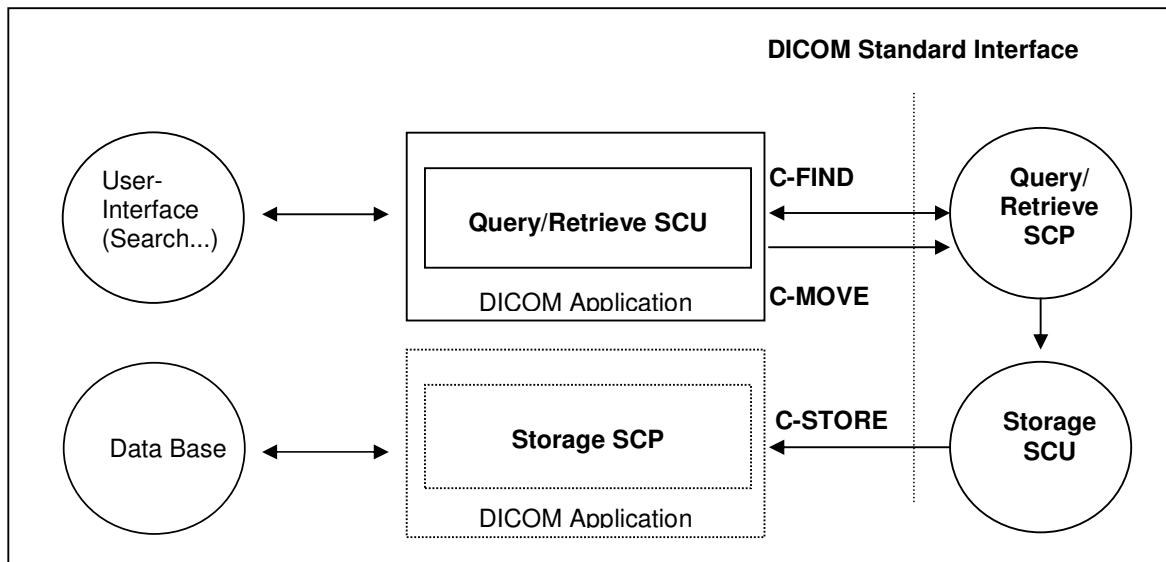 DICOM Standard Interface
User-
Interface
(Search...)
Query/Retrieve SCU
DICOM Application
C-FIND
C-MOVE
Query/
Retrieve
SCP
Data Base
Storage SCP
DICOM Application
C-STORE
Storage
SCU